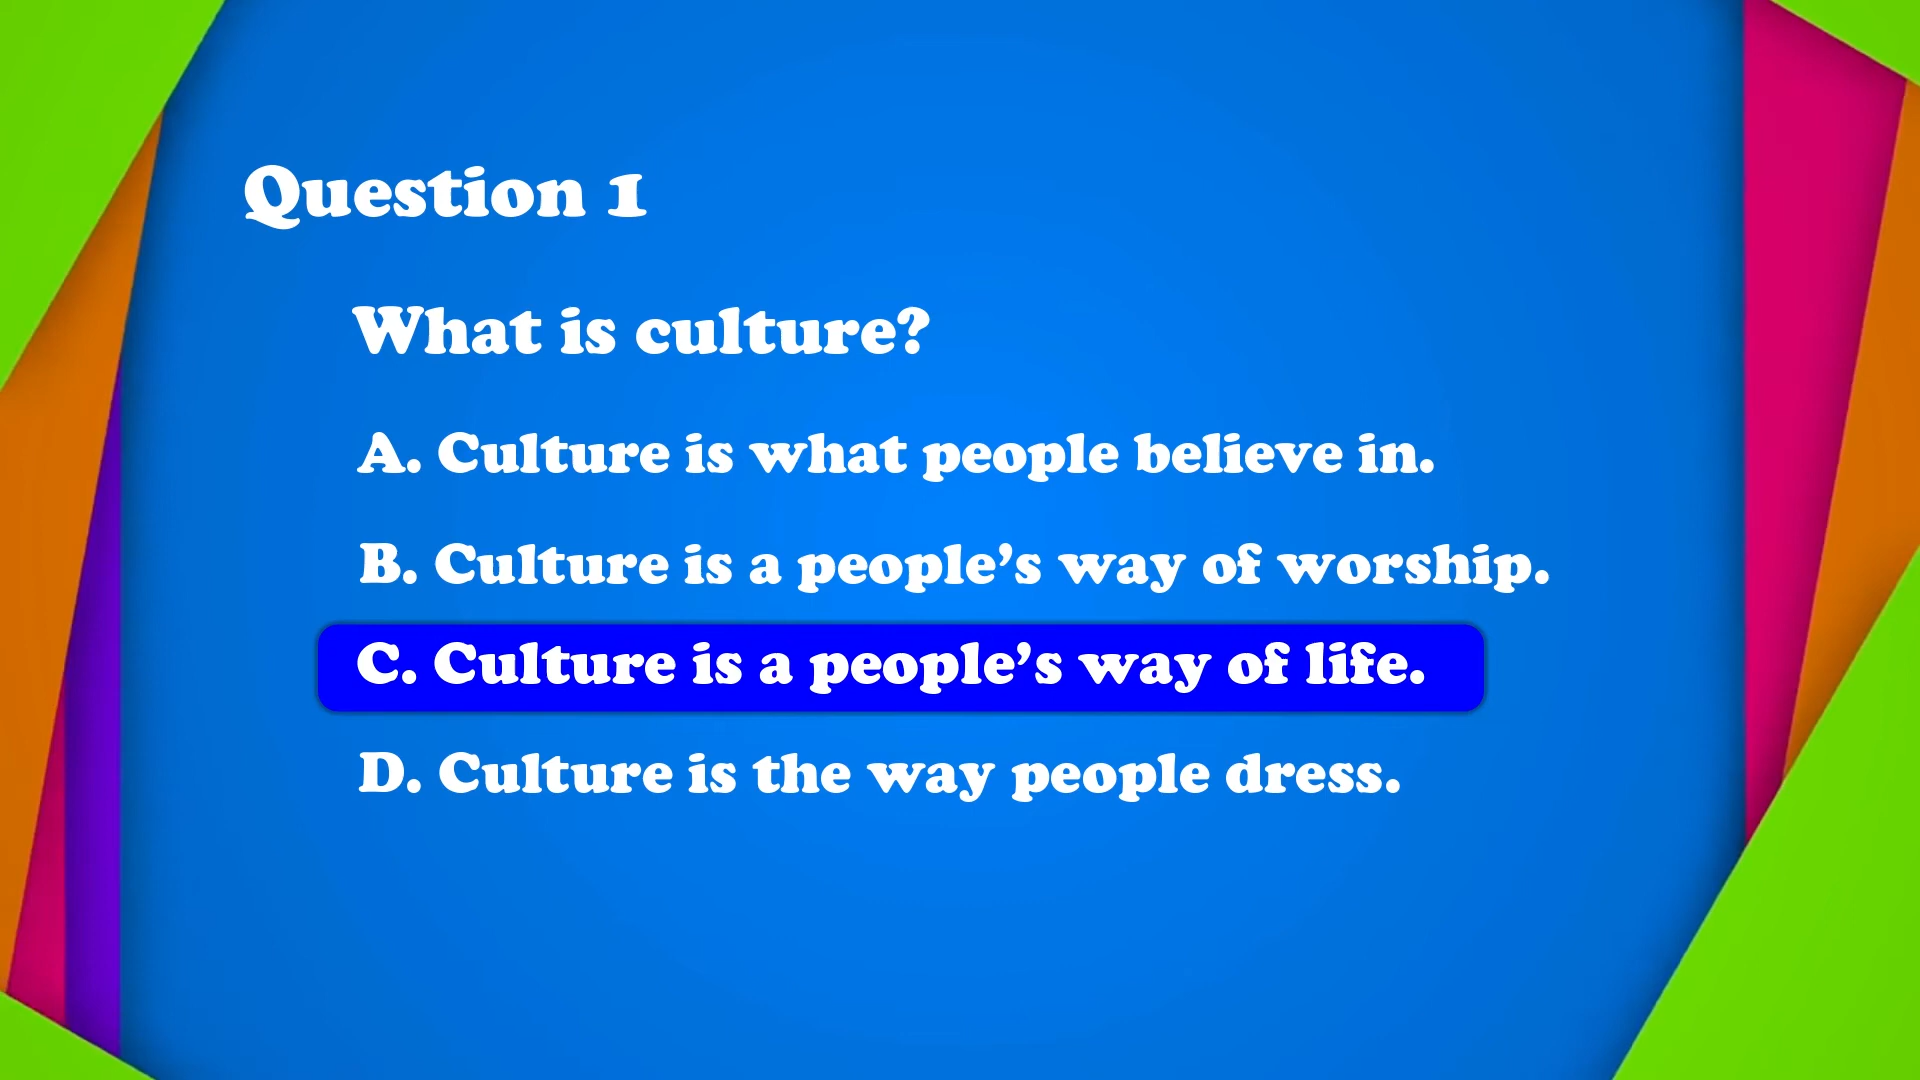 Question 1
What is culture?
A. Culture is what people believe in.
B. Culture is a people’s way of worship.
C. Culture is a people’s way of life.
D. Culture is the way people dress.